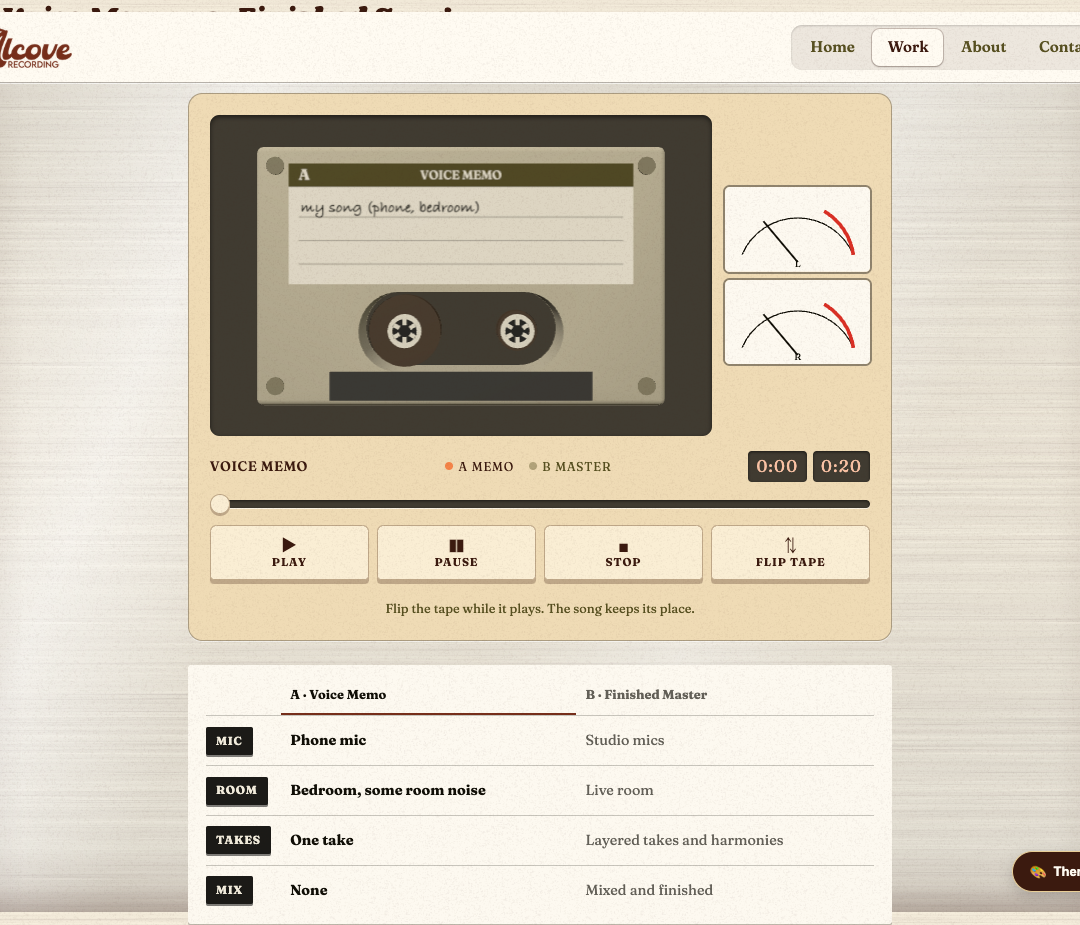 Alcove
RECORDING
Home Work About Conta
A VOICE MEMO
my song (phone, bedroom)
L
R
VOICE MEMO A MEMO B MASTER 0:00 0:20
PLAY PAUSE STOP FLIP TAPE
Flip the tape while it plays. The song keeps its place.
A · Voice Memo B · Finished Master
MIC Phone mic Studio mics
ROOM Bedroom, some room noise Live room
TAKES One take Layered takes and harmonies
MIX None Mixed and finished
Ther